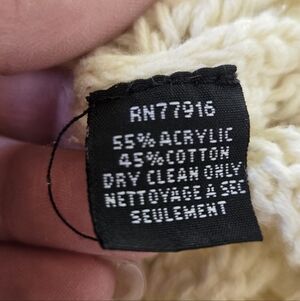 RN77916
55% ACRYLIC
45% COTTON
DRY CLEAN ONLY
NETTOYAGE A SEC
SEULEMENT